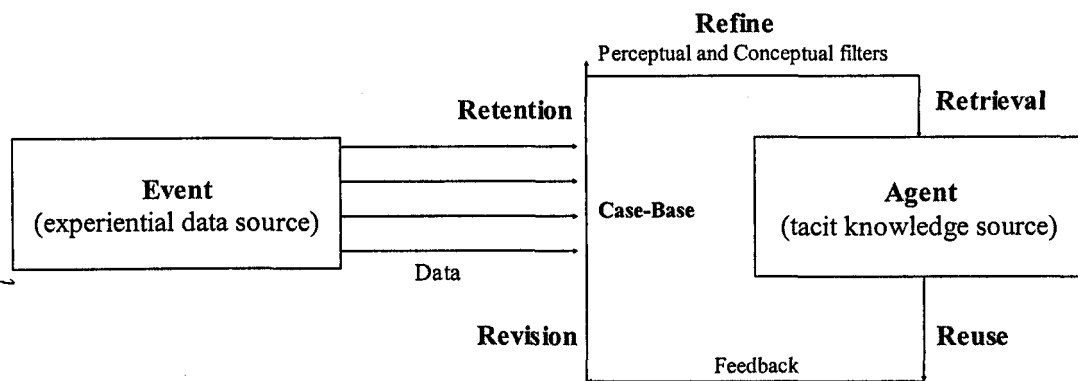 Refine
Perceptual and Conceptual filters
Retention
Retrieval
Event
(experiential data source)
Case-Base
Agent
(tacit knowledge source)
Data
Revision
Reuse
Feedback